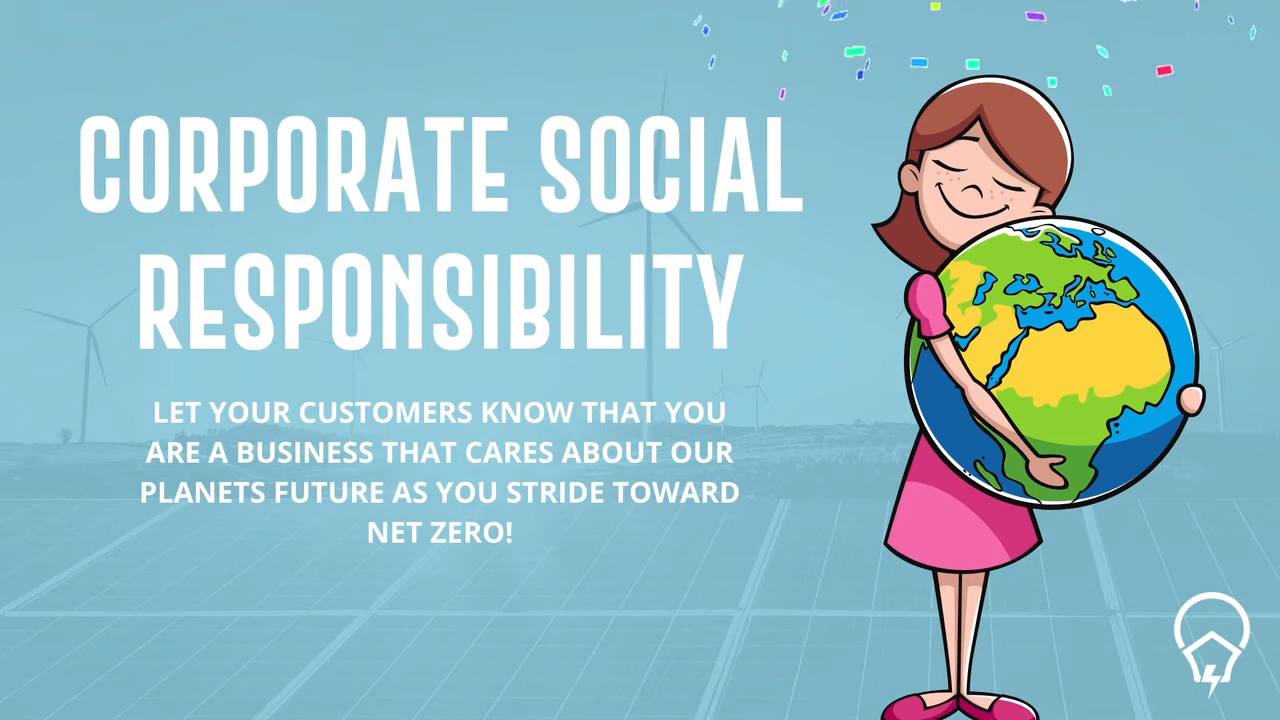 CORPORATE SOCIAL
RESPONSIBILITY
LET YOUR CUSTOMERS KNOW THAT YOU
ARE A BUSINESS THAT CARES ABOUT OUR
PLANETS FUTURE AS YOU STRIDE TOWARD
NET ZERO!